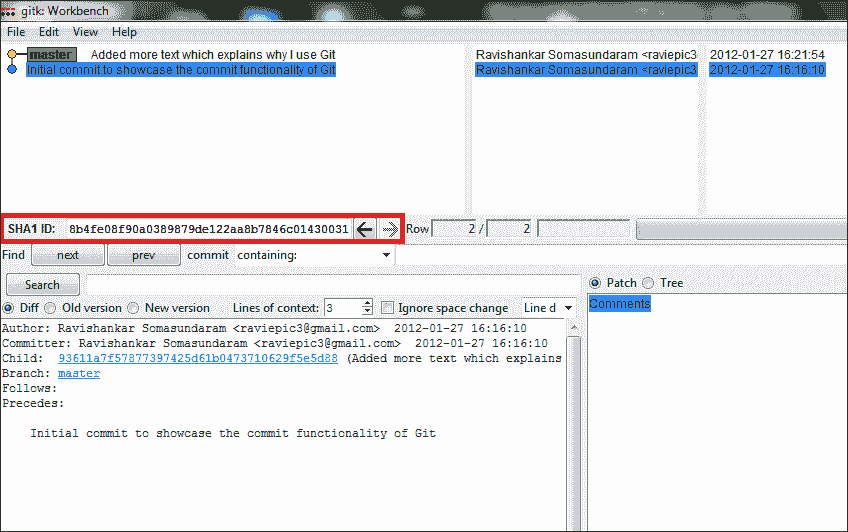 gitk: Workbench
File Edit View Help
master Added more text which explains why I use Git Ravishankar Somasundaram <raviepic3 2012-01-27 16:21:54
Initial commit to showcase the commit functionality of Git Ravishankar Somasundaram <raviepic3 2012-01-27 16:16:10
SHA1 ID: 8b4fe08f90a0389879de122aa8b7846c01430031 Row 2 / 2
Find next prev commit containing:
Search Patch Tree
Diff Old version New version Lines of context: 3 Ignore space change Line d Comments
Author: Ravishankar Somasundaram <raviepic3@gmail.com> 2012-01-27 16:16:10
Committer: Ravishankar Somasundaram <raviepic3@gmail.com> 2012-01-27 16:16:10
Child: 93611a7f57877397425d61b0473710629f5e5d88 (Added more text which explains
Branch: master
Follows:
Precedes:
Initial commit to showcase the commit functionality of Git